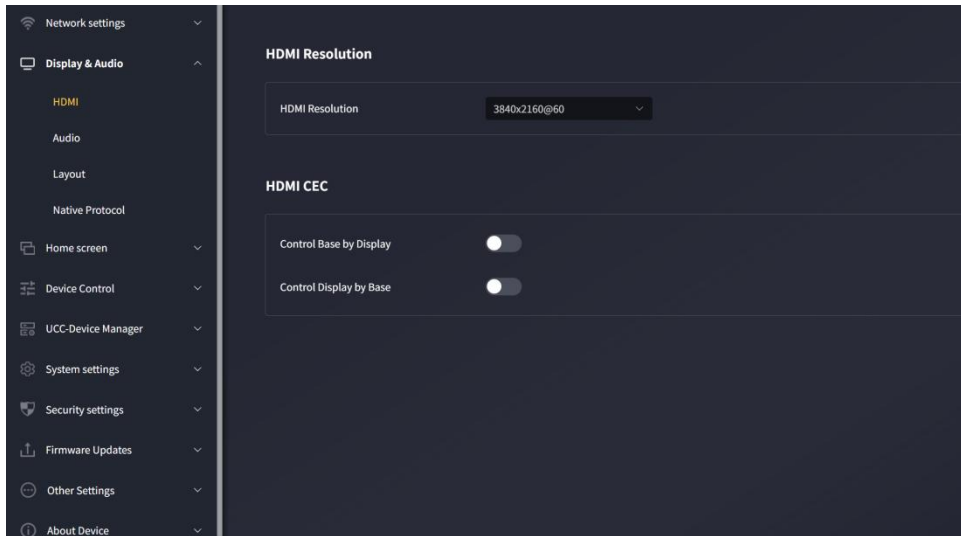 Network settings
Display & Audio
HDMI
Audio
Layout
Native Protocol
Home screen
Device Control
UCC-Device Manager
System settings
Security settings
Firmware Updates
Other Settings
About Device
HDMI Resolution
HDMI Resolution 3840x2160@60
HDMI CEC
Control Base by Display
Control Display by Base